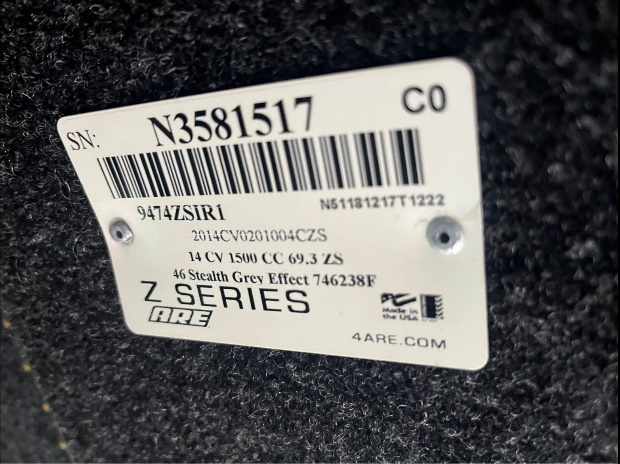 SN: N3581517 C0
N51181217T1222
9474ZSIR1
2014CV0201004CZS
14 CV 1500 CC 69.3 ZS
46 Stealth Grey Effect 746238F
Z SERIES
ARE
Made in
the USA
4ARE.COM